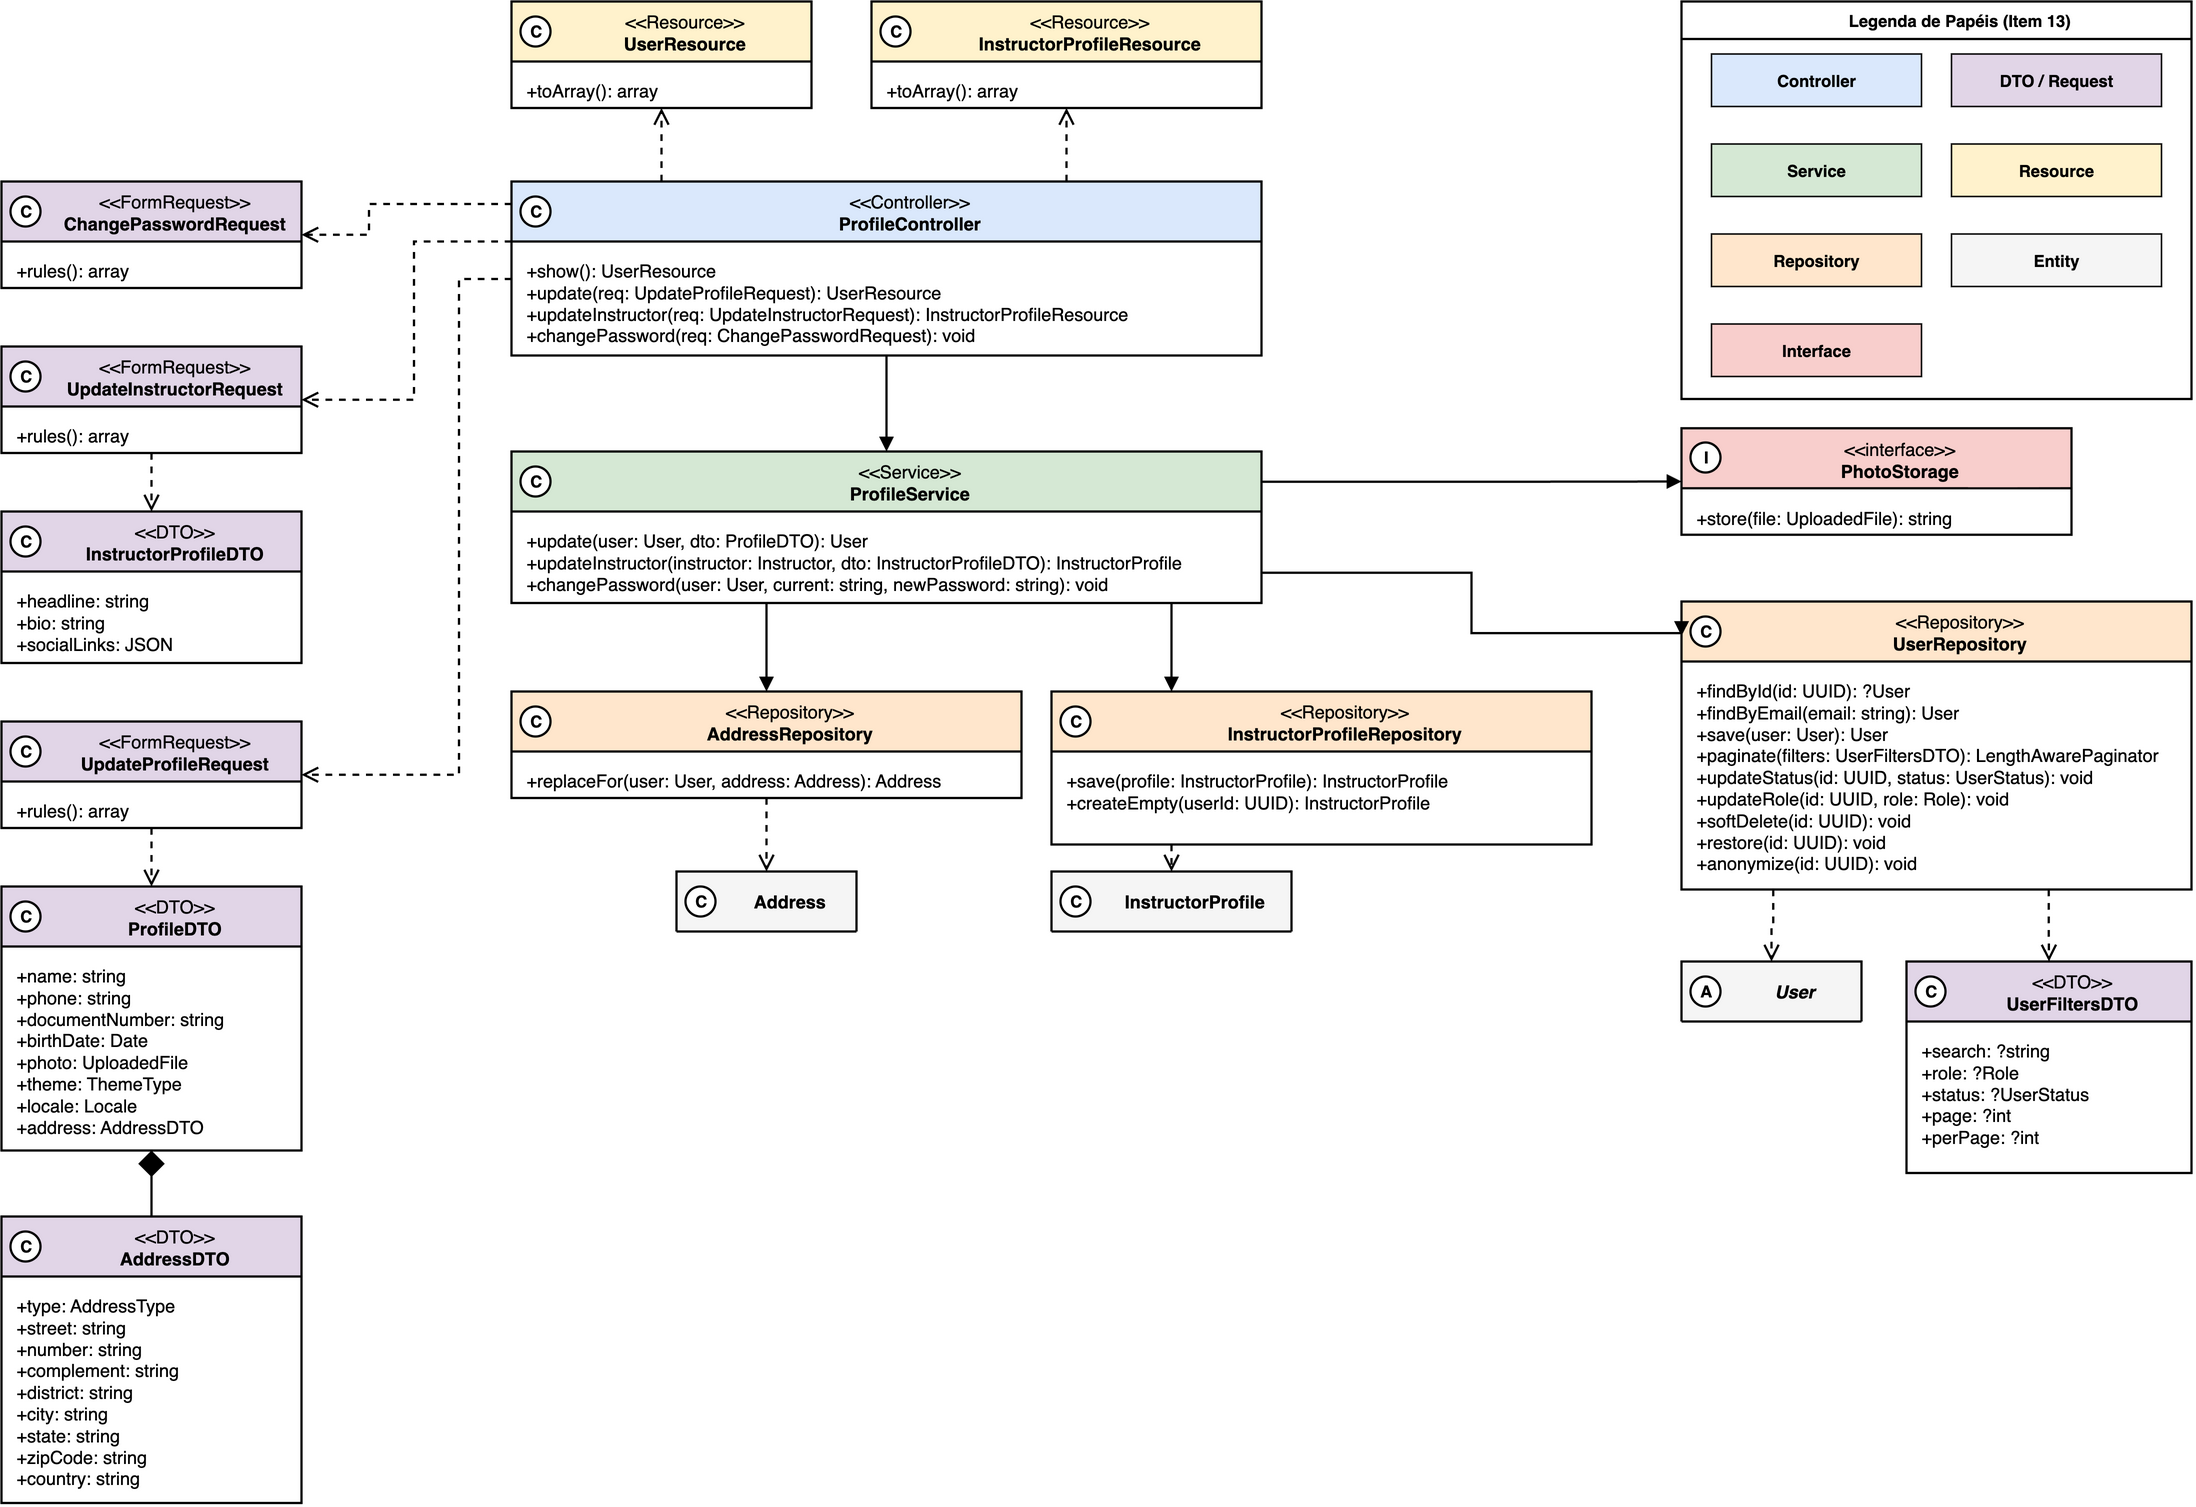 C
<<Resource>>
UserResource
+toArray(): array
C
<<Resource>>
InstructorProfileResource
+toArray(): array
Legenda de Papéis (Item 13)
Controller
DTO / Request
Service
Resource
Repository
Entity
Interface
C
<<FormRequest>>
ChangePasswordRequest
+rules(): array
C
<<Controller>>
ProfileController
+show(): UserResource
+update(req: UpdateProfileRequest): UserResource
+updateInstructor(req: UpdateInstructorRequest): InstructorProfileResource
+changePassword(req: ChangePasswordRequest): void
C
<<FormRequest>>
UpdateInstructorRequest
+rules(): array
C
<<Service>>
ProfileService
+update(user: User, dto: ProfileDTO): User
+updateInstructor(instructor: Instructor, dto: InstructorProfileDTO): InstructorProfile
+changePassword(user: User, current: string, newPassword: string): void
I
<<interface>>
PhotoStorage
+store(file: UploadedFile): string
C
<<DTO>>
InstructorProfileDTO
+headline: string
+bio: string
+socialLinks: JSON
C
<<Repository>>
AddressRepository
+replaceFor(user: User, address: Address): Address
C
<<Repository>>
InstructorProfileRepository
+save(profile: InstructorProfile): InstructorProfile
+createEmpty(userId: UUID): InstructorProfile
C
<<Repository>>
UserRepository
+findById(id: UUID): ?User
+findByEmail(email: string): User
+save(user: User): User
+paginate(filters: UserFiltersDTO): LengthAwarePaginator
+updateStatus(id: UUID, status: UserStatus): void
+updateRole(id: UUID, role: Role): void
+softDelete(id: UUID): void
+restore(id: UUID): void
+anonymize(id: UUID): void
C
<<FormRequest>>
UpdateProfileRequest
+rules(): array
C
Address
C
InstructorProfile
C
<<DTO>>
ProfileDTO
+name: string
+phone: string
+documentNumber: string
+birthDate: Date
+photo: UploadedFile
+theme: ThemeType
+locale: Locale
+address: AddressDTO
A
User
C
<<DTO>>
UserFiltersDTO
+search: ?string
+role: ?Role
+status: ?UserStatus
+page: ?int
+perPage: ?int
C
<<DTO>>
AddressDTO
+type: AddressType
+street: string
+number: string
+complement: string
+district: string
+city: string
+state: string
+zipCode: string
+country: string